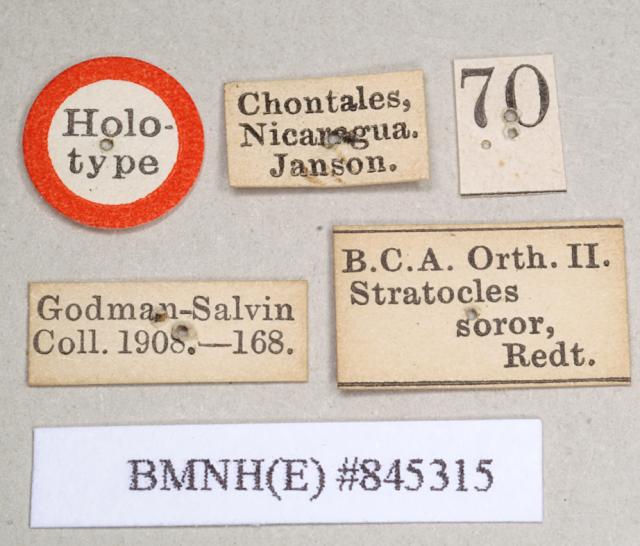 Holo-
type
Chontales,
Nicaragua.
Janson.
70
Godman-Salvin
Coll. 1908.—168.
B.C.A. Orth. II.
Stratocles
soror,
Redt.
BMNH(E) #845315